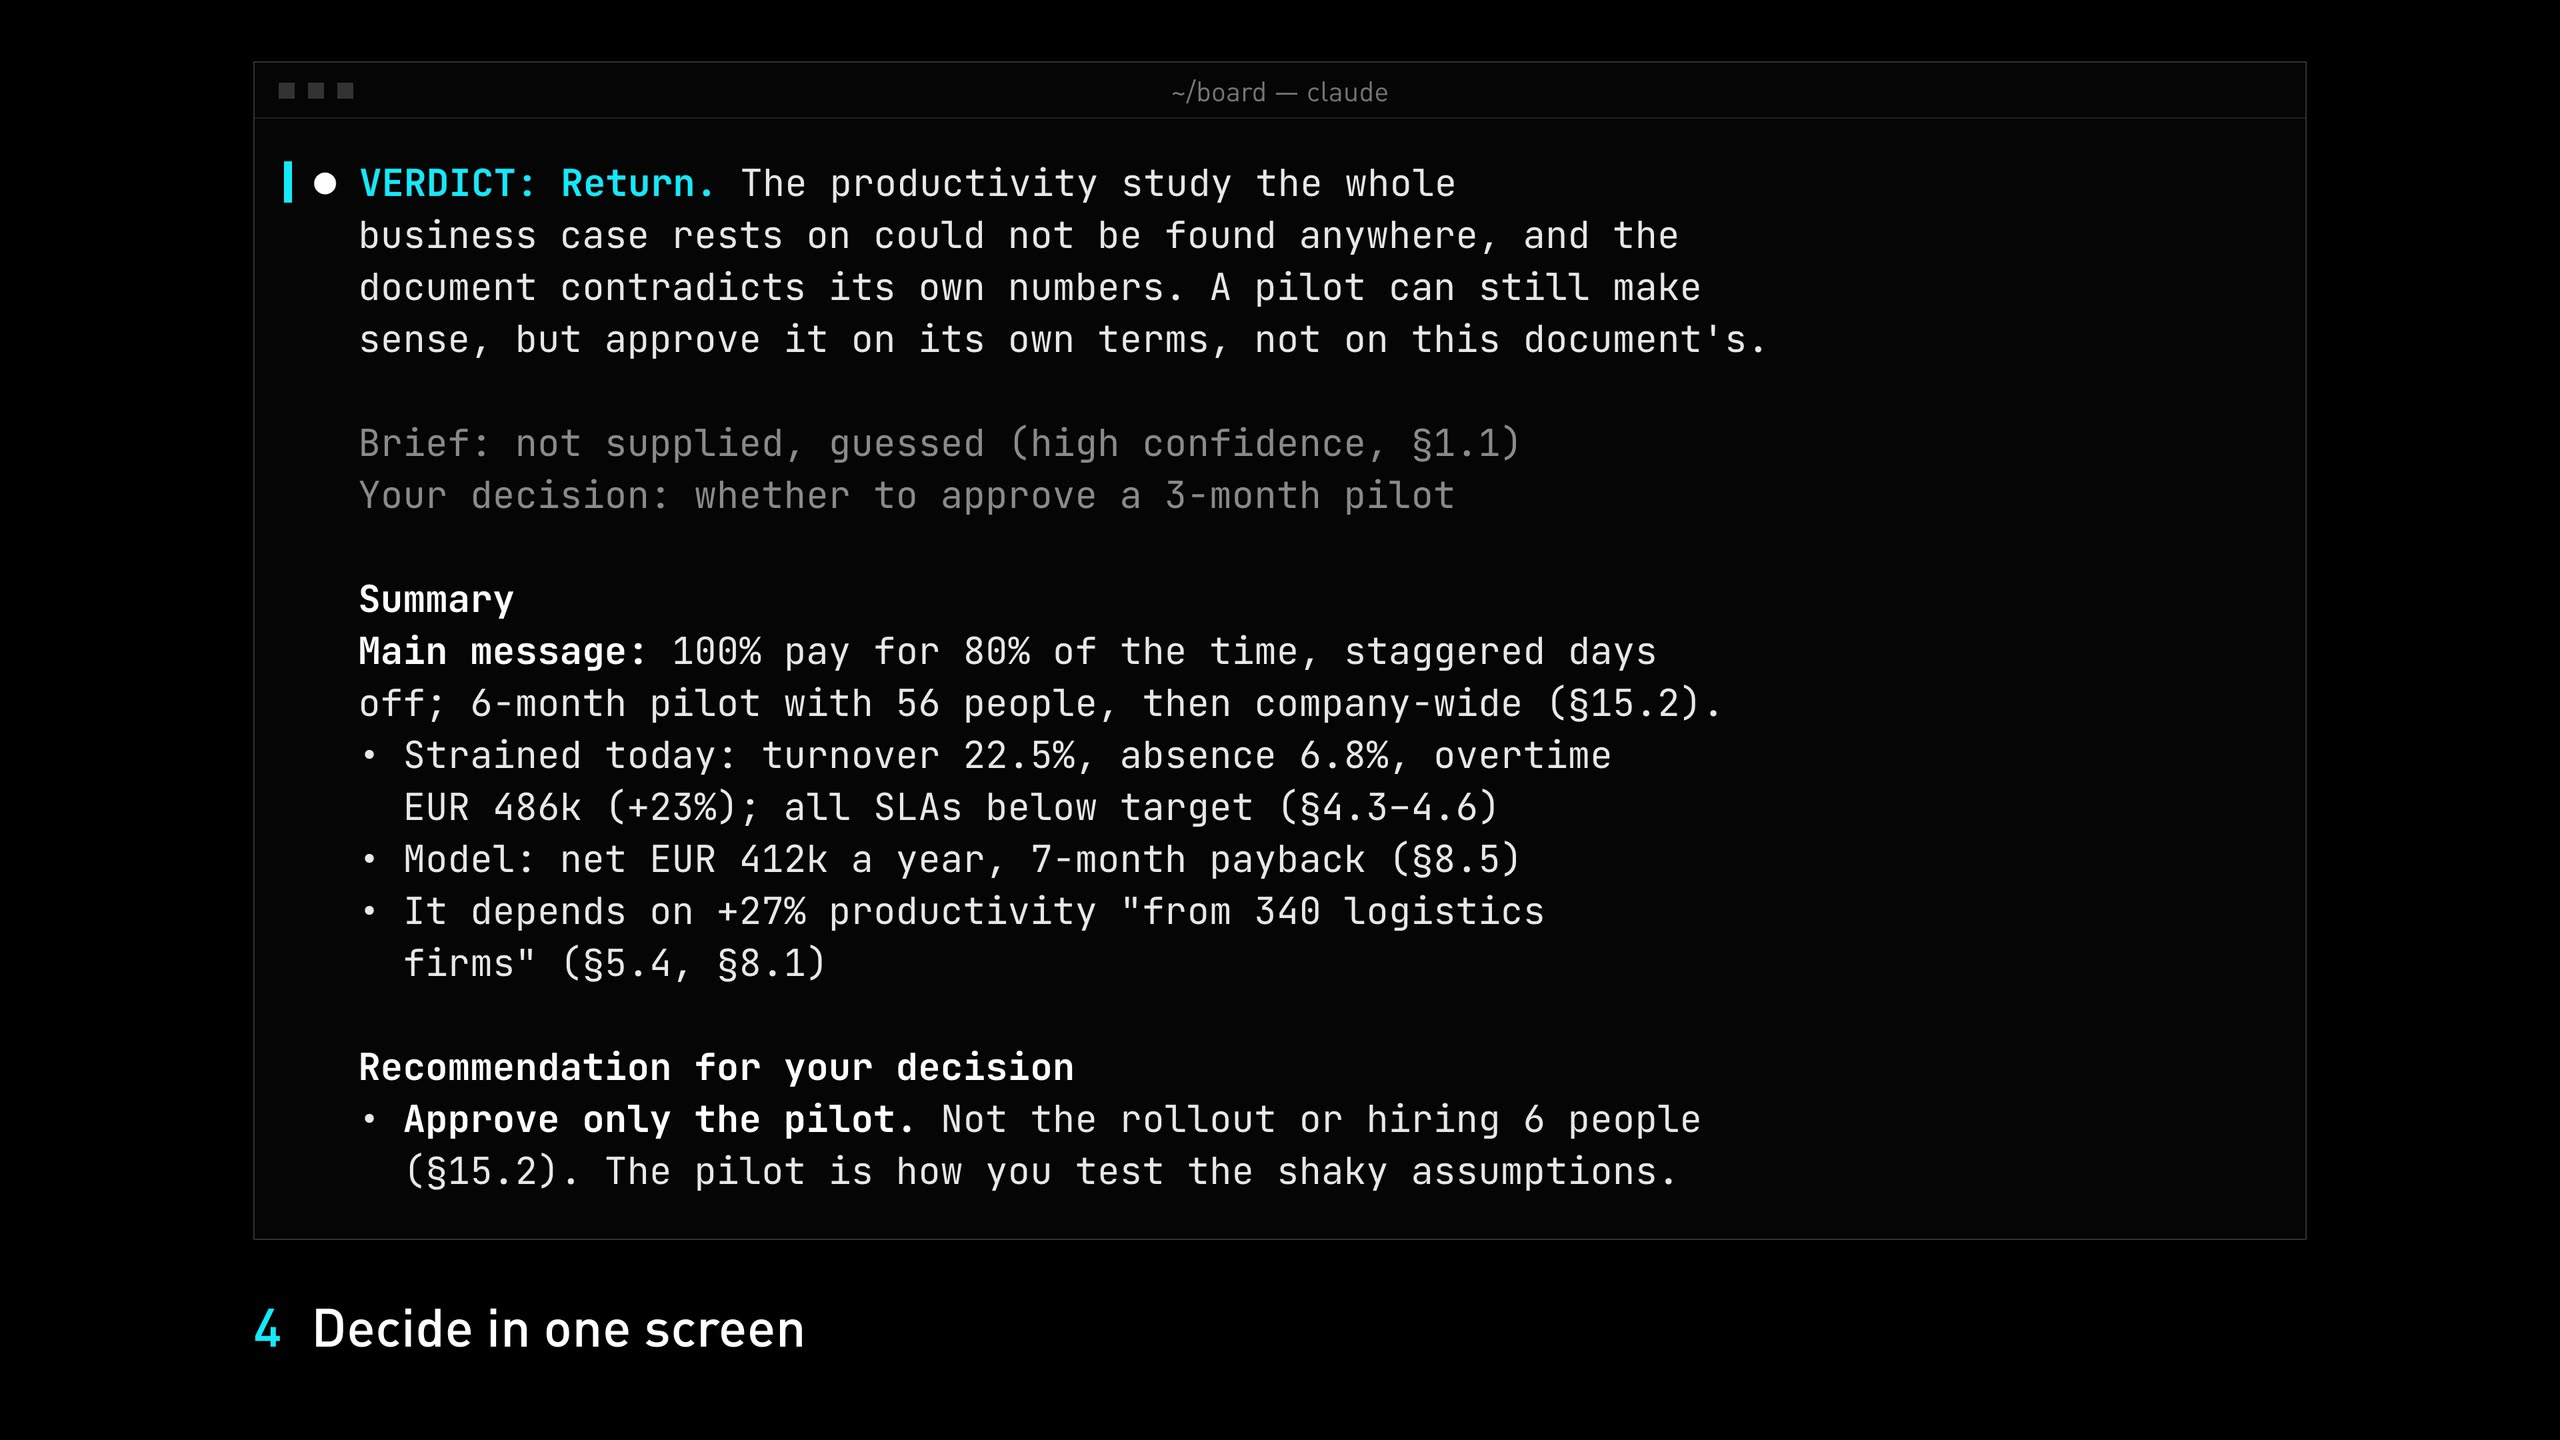 ~/board — claude
● VERDICT: Return. The productivity study the whole
business case rests on could not be found anywhere, and the
document contradicts its own numbers. A pilot can still make
sense, but approve it on its own terms, not on this document's.
Brief: not supplied, guessed (high confidence, §1.1)
Your decision: whether to approve a 3-month pilot
Summary
Main message: 100% pay for 80% of the time, staggered days
off; 6-month pilot with 56 people, then company-wide (§15.2).
• Strained today: turnover 22.5%, absence 6.8%, overtime
EUR 486k (+23%); all SLAs below target (§4.3–4.6)
• Model: net EUR 412k a year, 7-month payback (§8.5)
• It depends on +27% productivity "from 340 logistics
firms" (§5.4, §8.1)
Recommendation for your decision
• Approve only the pilot. Not the rollout or hiring 6 people
(§15.2). The pilot is how you test the shaky assumptions.
4 Decide in one screen